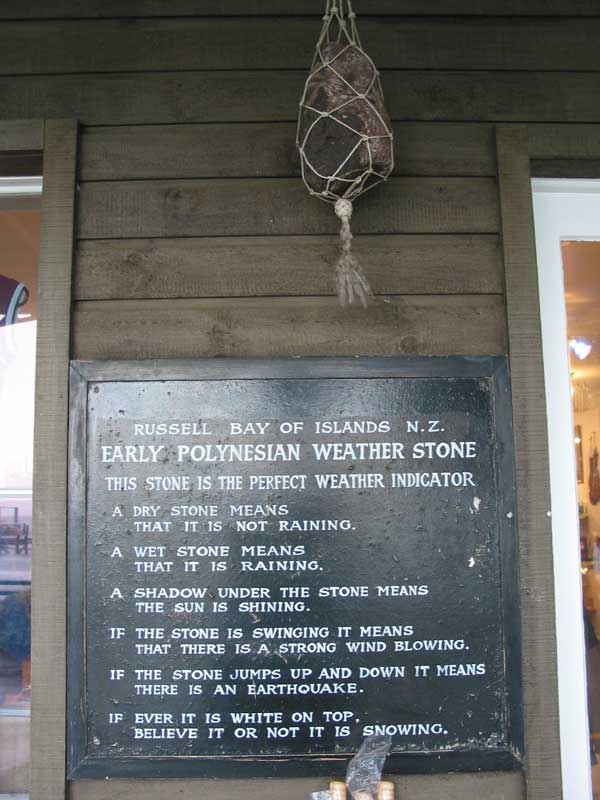 RUSSELL BAY OF ISLANDS N.Z.
EARLY POLYNESIAN WEATHER STONE
THIS STONE IS THE PERFECT WEATHER INDICATOR
A DRY STONE MEANS
THAT IT IS NOT RAINING.
A WET STONE MEANS
THAT IT IS RAINING.
A SHADOW UNDER THE STONE MEANS
THE SUN IS SHINING.
IF THE STONE IS SWINGING IT MEANS
THAT THERE IS A STRONG WIND BLOWING.
IF THE STONE JUMPS UP AND DOWN IT MEANS
THERE IS AN EARTHQUAKE.
IF EVER IT IS WHITE ON TOP,
BELIEVE IT OR NOT IT IS SNOWING.